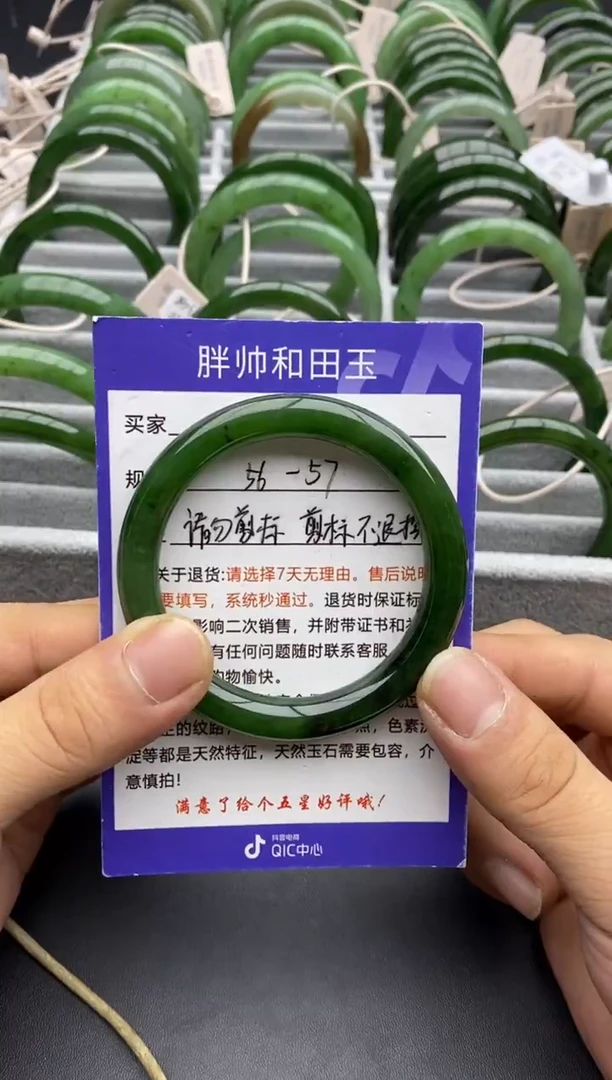 胖帅和田玉
买家
规
56-57
请勿剪标 剪标不退换
关于退货:请选择7天无理由。售后说明
要填写，系统秒通过。退货时保证标
影响二次销售，并附带证书和
有任何问题随时联系客服
购物愉快。
的纹路
点，色素沉
淀等都是天然特征，天然玉石需要包容，介
意慎拍！
满意了给个五星好评哦！
抖音电商
QIC中心